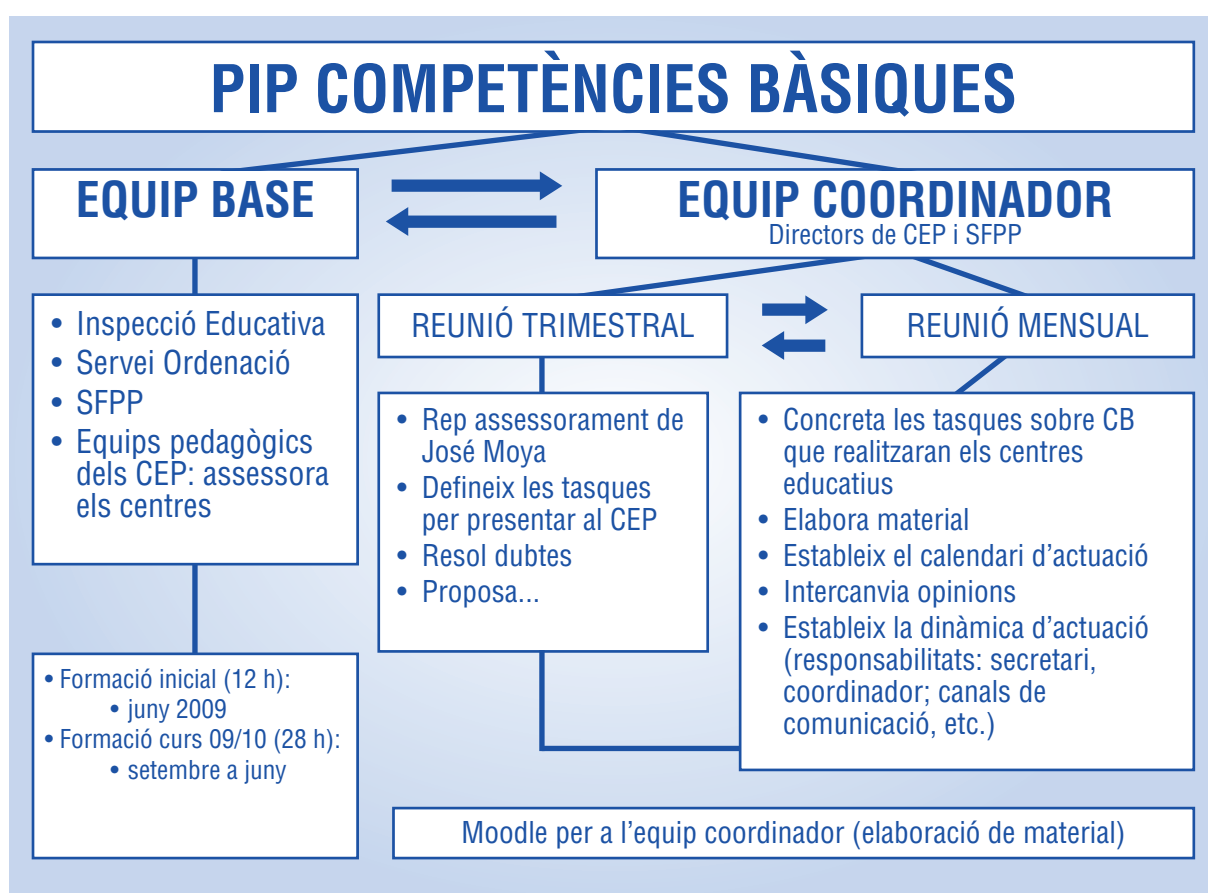 PIP COMPETÈNCIES BÀSIQUES
EQUIP BASE
EQUIP COORDINADOR
Directors de CEP i SFPP
• Inspecció Educativa
• Servei Ordenació
• SFPP
• Equips pedagògics
dels CEP: assessora
els centres
REUNIÓ TRIMESTRAL
REUNIÓ MENSUAL
• Rep assessorament de
José Moya
• Defineix les tasques
per presentar al CEP
• Resol dubtes
• Proposa...
• Concreta les tasques sobre CB
que realitzaran els centres
educatius
• Elabora material
• Estableix el calendari d’actuació
• Intercanvia opinions
• Estableix la dinàmica d’actuació
(responsabilitats: secretari,
coordinador; canals de
comunicació, etc.)
• Formació inicial (12 h):
• juny 2009
• Formació curs 09/10 (28 h):
• setembre a juny
Moodle per a l’equip coordinador (elaboració de material)